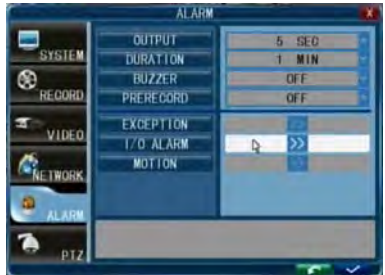 ALARM
X
SYSTEM
RECORD
VIDEO
NETWORK
ALARM
PTZ
OUTPUT 5 SEC
DURATION 1 MIN
BUZZER OFF
PRERECORD OFF
EXCEPTION >>
I/O ALARM >>
MOTION >>